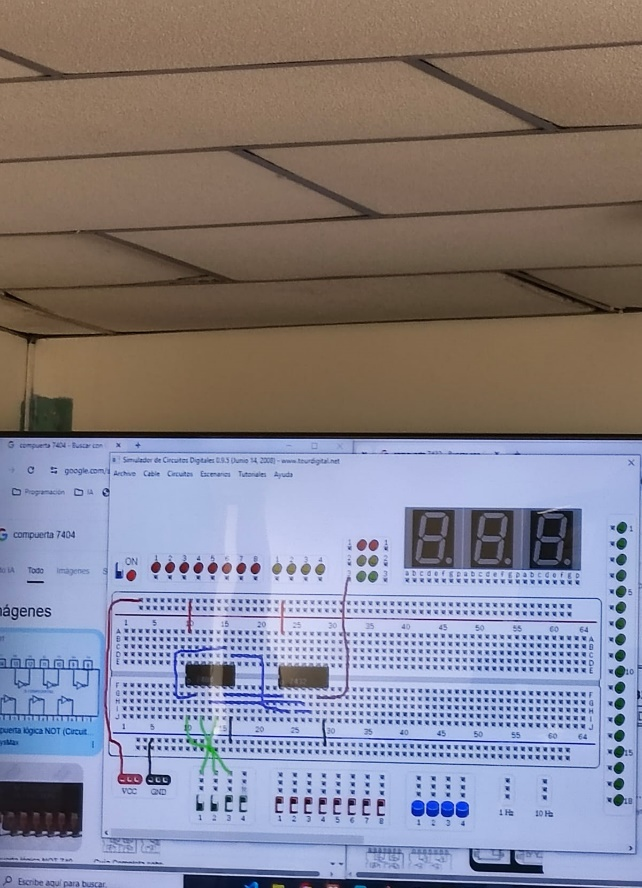 compuerta 7404 - Buscar con
google.com/
Programación
IA
compuerta 7404
Todo
Imágenes
mágenes
Simulador de Circuitos Digitales 0.9.5 (Junio 14, 2008) - www.tourdigital.net
Archivo Cable Circuitos Escenarios Tutoriales Ayuda
ON
1 2 3 4 5 6 7 8
1 2 3 4
1
2
3
a b c d e f g p a b c d e f g p a b c d e f g p
1
5
10
15
18
1 5 10 15 20 25 30 35 40 45 50 55 60 64
A
B
C
D
E
F
G
H
I
J
1 5 10 15 20 25 30 35 40 45 50 55 60 64
VCC GND
1 2 3 4
1 2 3 4 5 6 7 8
1 2 3 4
1 Hz
10 Hz
puerta lógica NOT (Circuit...
Escribe aquí para buscar.